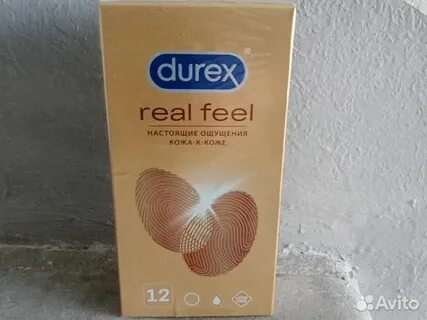 durex
real feel
НАСТОЯЩИЕ ОЩУЩЕНИЯ
КОЖА-К-КОЖЕ
12
Avito